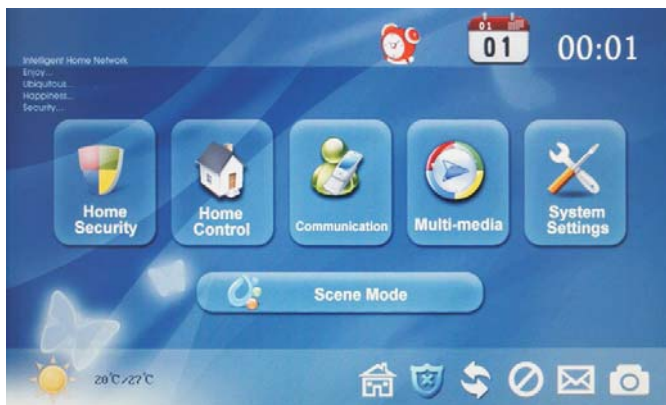 01
01
00:01
Intelligent Home Network
Enjoy...
Ubiquitous...
Happiness...
Security...
Home
Security
Home
Control
Communication
Multi-media
System
Settings
Scene Mode
20℃/27℃